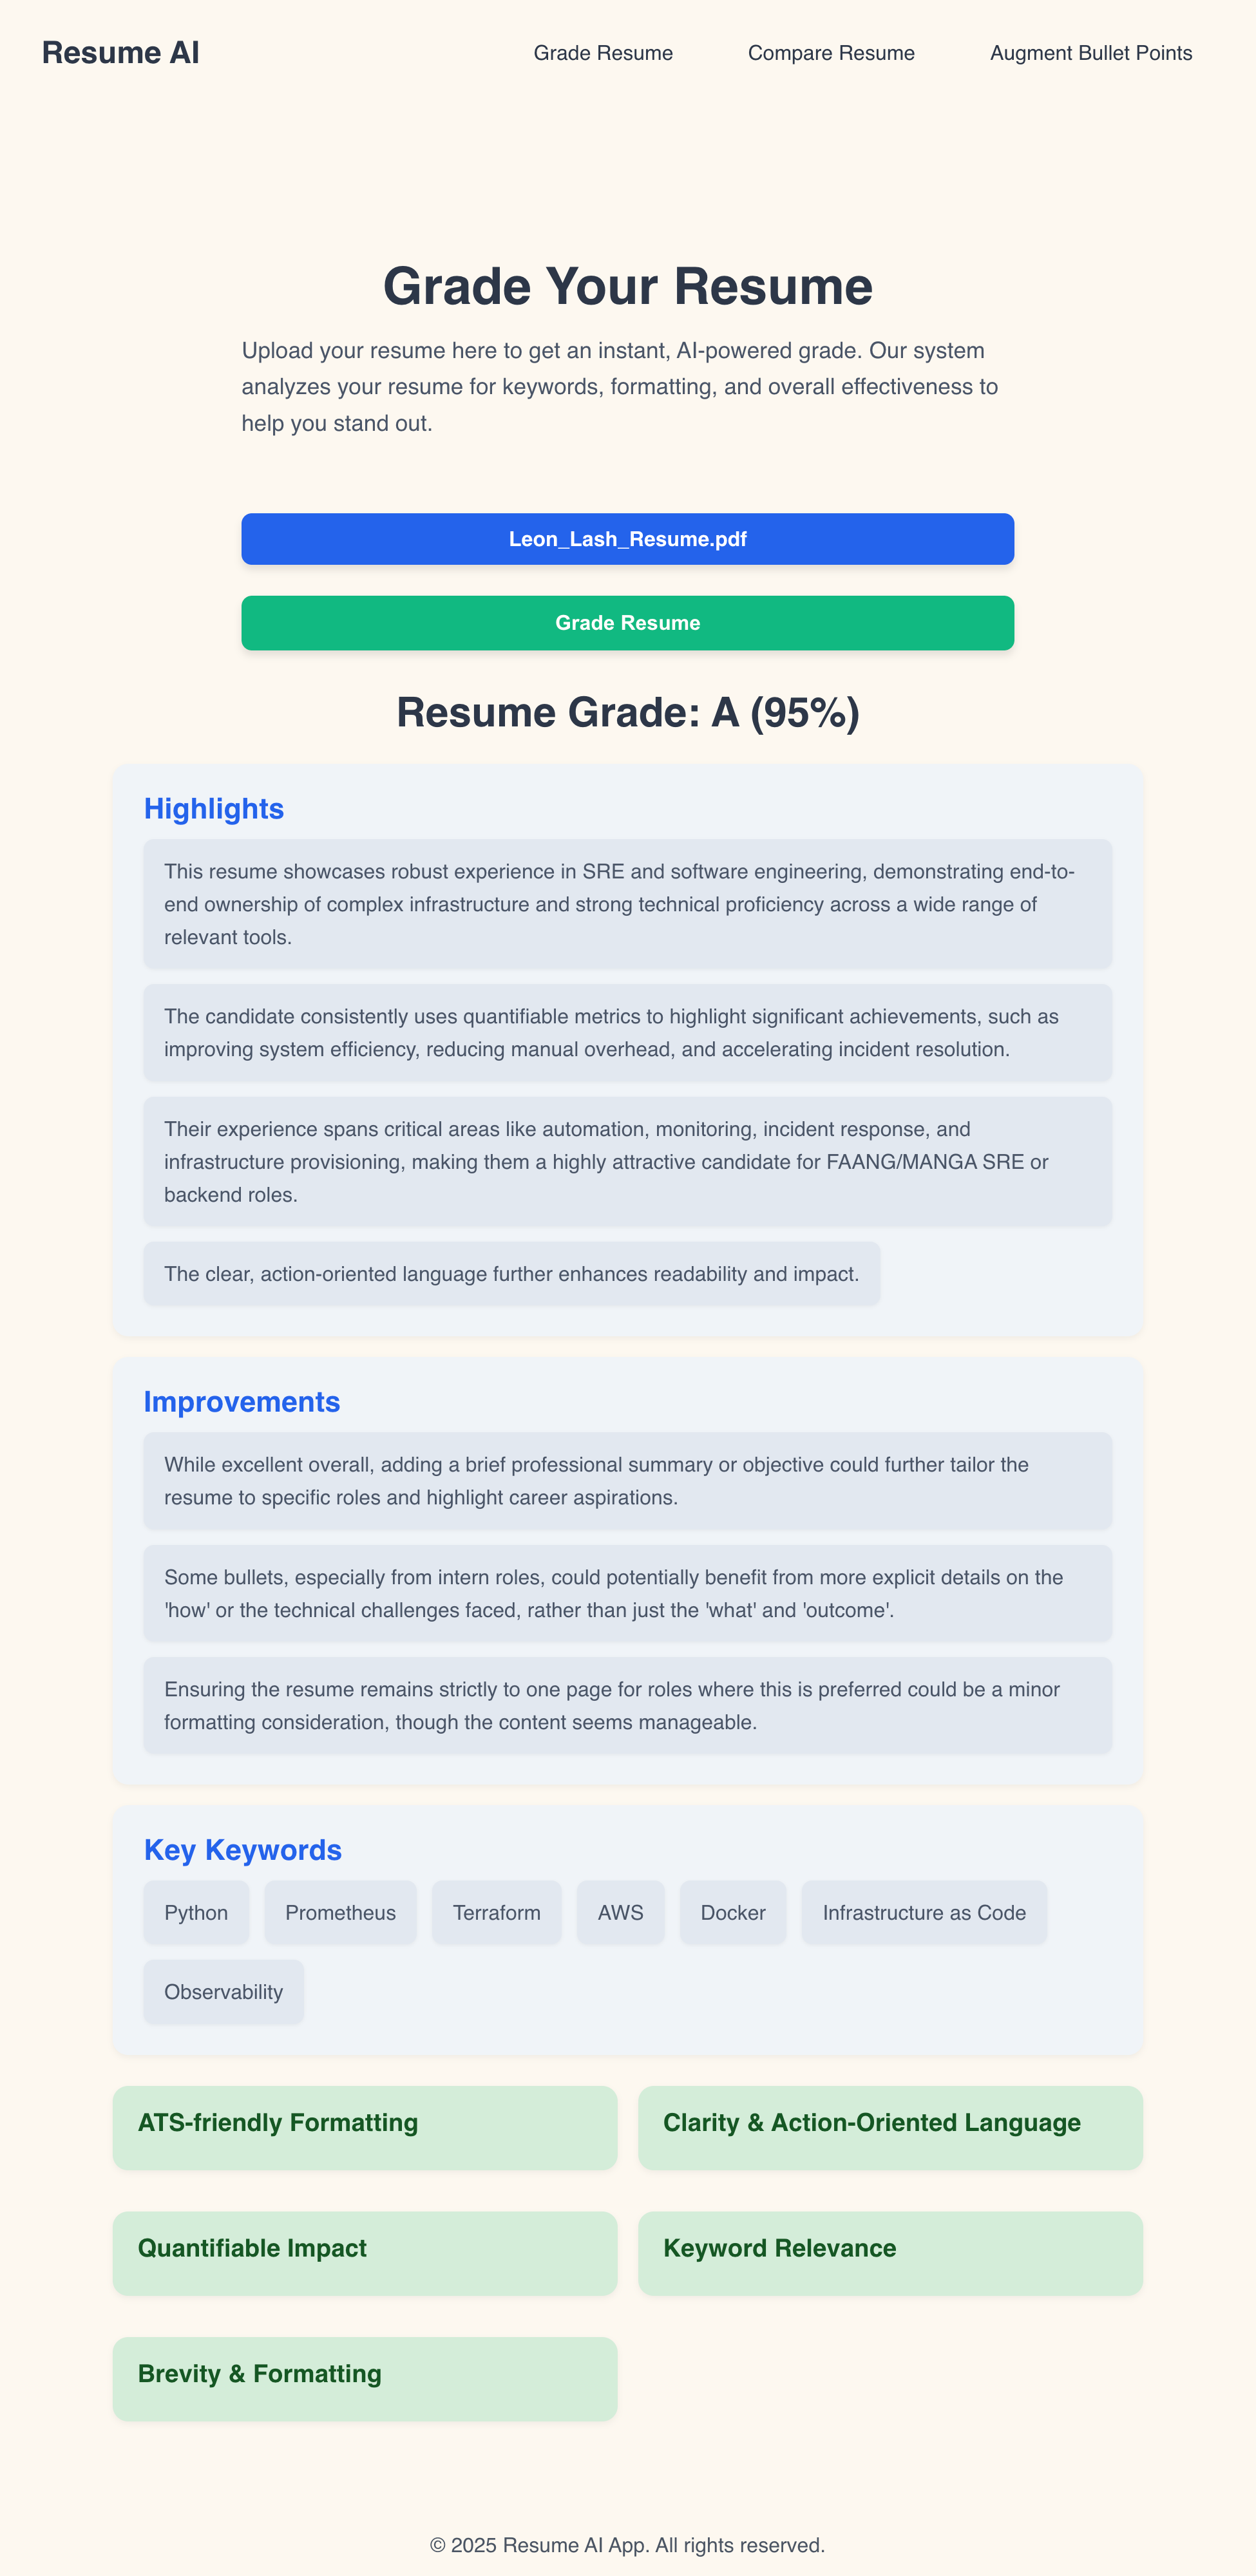 Resume AI
Grade Resume
Compare Resume
Augment Bullet Points
Grade Your Resume
Upload your resume here to get an instant, AI-powered grade. Our system
analyzes your resume for keywords, formatting, and overall effectiveness to
help you stand out.
Leon_Lash_Resume.pdf
Grade Resume
Resume Grade: A (95%)
Highlights
This resume showcases robust experience in SRE and software engineering, demonstrating end-to-
end ownership of complex infrastructure and strong technical proficiency across a wide range of
relevant tools.
The candidate consistently uses quantifiable metrics to highlight significant achievements, such as
improving system efficiency, reducing manual overhead, and accelerating incident resolution.
Their experience spans critical areas like automation, monitoring, incident response, and
infrastructure provisioning, making them a highly attractive candidate for FAANG/MANGA SRE or
backend roles.
The clear, action-oriented language further enhances readability and impact.
Improvements
While excellent overall, adding a brief professional summary or objective could further tailor the
resume to specific roles and highlight career aspirations.
Some bullets, especially from intern roles, could potentially benefit from more explicit details on the
'how' or the technical challenges faced, rather than just the 'what' and 'outcome'.
Ensuring the resume remains strictly to one page for roles where this is preferred could be a minor
formatting consideration, though the content seems manageable.
Key Keywords
Python
Prometheus
Terraform
AWS
Docker
Infrastructure as Code
Observability
ATS-friendly Formatting
Clarity & Action-Oriented Language
Quantifiable Impact
Keyword Relevance
Brevity & Formatting
© 2025 Resume AI App. All rights reserved.